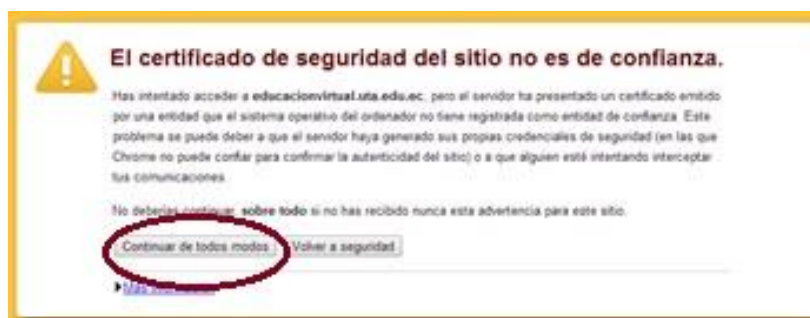 El certificado de seguridad del sitio no es de confianza.
Has intentado acceder a educacionvirtual.uta.edu.ec, pero el servidor ha presentado un certificado emitido
por una entidad que el sistema operativo del ordenador no tiene registrada como entidad de confianza. Este
problema se puede deber a que el servidor haya generado sus propias credenciales de seguridad (en las que
Chrome no puede confiar para confirmar la autenticidad del sitio) o a que alguien esté intentando interceptar
tus comunicaciones.
No deberías continuar, sobre todo si no has recibido nunca esta advertencia para este sitio.
Continuar de todos modos Volver a seguridad
Más información